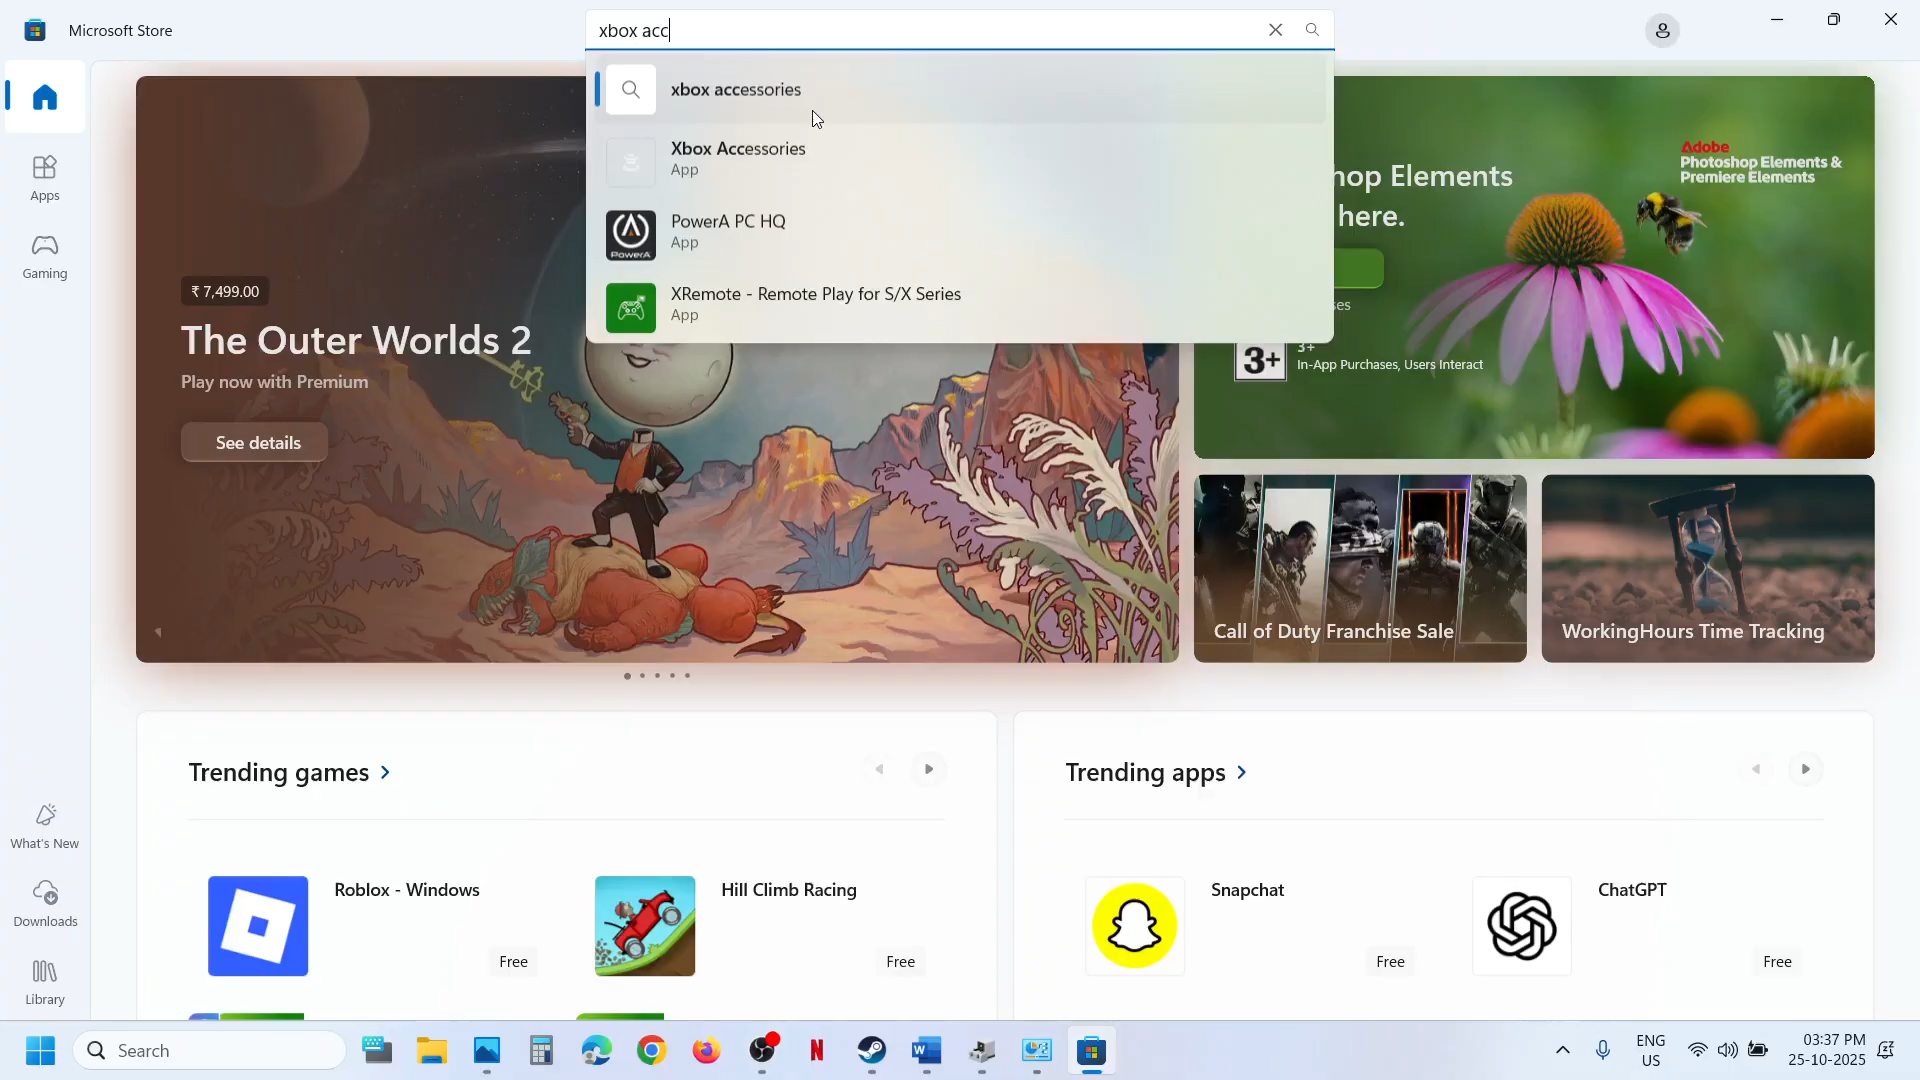 Microsoft Store
xbox acc
xbox accessories
Xbox Accessories
App
PowerA PC HQ
App
POWERA
XRemote - Remote Play for S/X Series
App
Apps
Gaming
₹ 7,499.00
The Outer Worlds 2
Play now with Premium
See details
hop Elements
here.
Adobe
Photoshop Elements &
Premiere Elements
es
3+
3+
In-App Purchases, Users Interact
Call of Duty Franchise Sale
WorkingHours Time Tracking
Trending games
Trending apps
Roblox - Windows
Free
Hill Climb Racing
Free
Snapchat
Free
ChatGPT
Free
What's New
Downloads
Library
Search
ENG
US
03:37 PM
25-10-2025